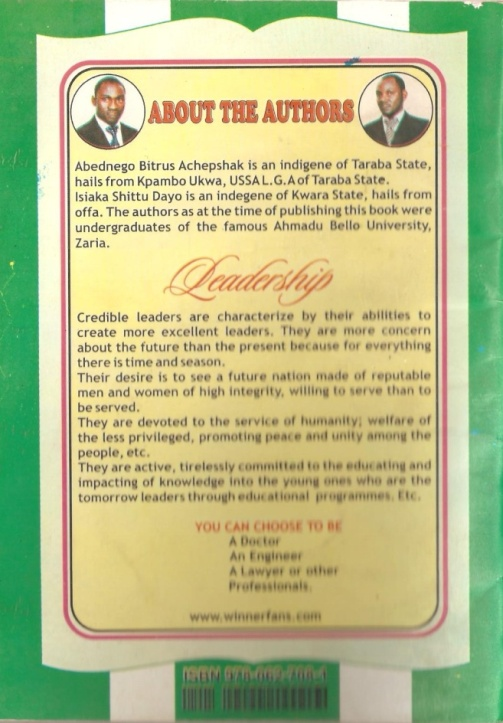 ABOUT THE AUTHORS
Abednego Bitrus Achepshak is an indigene of Taraba State,
hails from Kpambo Ukwa, USSA L.G.A of Taraba State.
Isiaka Shittu Dayo is an indegene of Kwara State, hails from
offa. The authors as at the time of publishing this book were
undergraduates of the famous Ahmadu Bello University,
Zaria.
Leadership
Credible leaders are characterize by their abilities to
create more excellent leaders. They are more concern
about the future than the present because for everything
there is time and season.
Their desire is to see a future nation made of reputable
men and women of high integrity, willing to serve than to
be served.
They are devoted to the service of humanity; welfare of
the less privileged, promoting peace and unity among the
people, etc.
They are active, tirelessly committed to the educating and
impacting of knowledge into the young ones who are the
tomorrow leaders through educational programmes. Etc.
YOU CAN CHOOSE TO BE
A Doctor
An Engineer
A Lawyer or other
Professionals.
www.winnerfans.com
ISBN